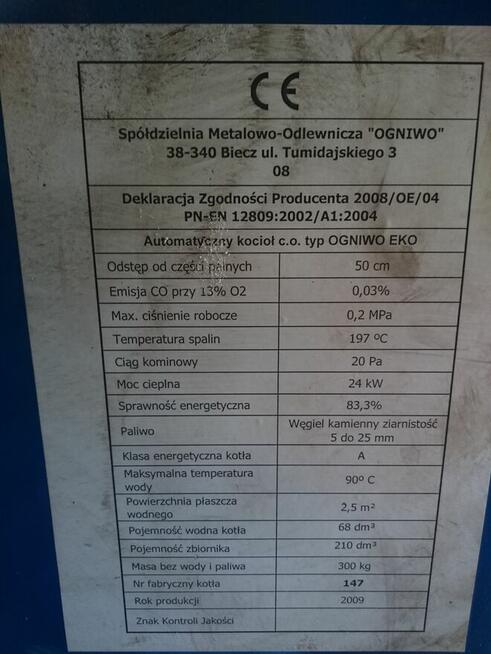 CE
Spółdzielnia Metalowo-Odlewnicza "OGNIWO"
38-340 Biecz ul. Tumidajskiego 3
08
Deklaracja Zgodności Producenta 2008/OE/04
PN-EN 12809:2002/A1:2004
Automatyczny kocioł c.o. typ OGNIWO EKO
Odstęp od części palnych 50 cm
Emisja CO przy 13% O2 0,03%
Max. ciśnienie robocze 0,2 MPa
Temperatura spalin 197 ºC
Ciąg kominowy 20 Pa
Moc cieplna 24 kW
Sprawność energetyczna 83,3%
Paliwo Węgiel kamienny ziarnistość
5 do 25 mm
Klasa energetyczna kotła A
Maksymalna temperatura
wody 90º C
Powierzchnia płaszcza
wodnego 2,5 m²
Pojemność wodna kotła 68 dm³
Pojemność zbiornika 210 dm³
Masa bez wody i paliwa 300 kg
Nr fabryczny kotła 147
Rok produkcji 2009
Znak Kontroli Jakości